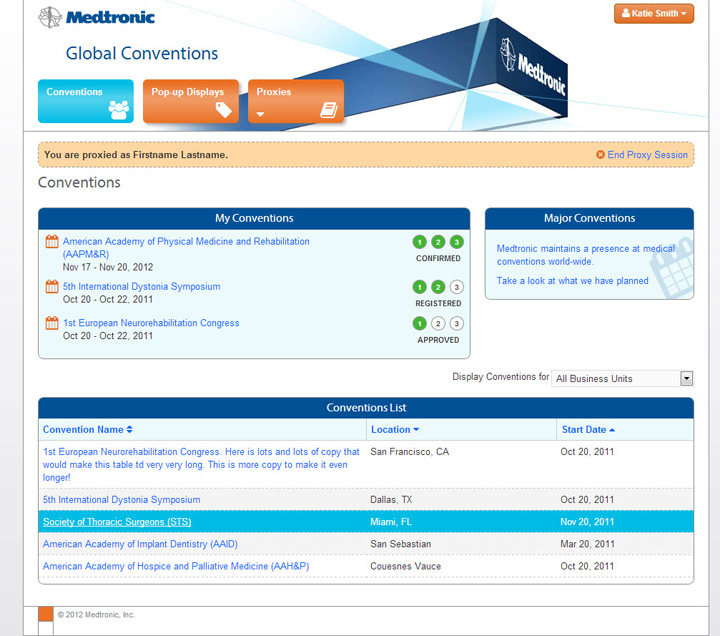 Medtronic
Katie Smith
Global Conventions
Medtronic
Conventions
Pop-up Displays
Proxies
You are proxied as Firstname Lastname.
End Proxy Session
Conventions
My Conventions
American Academy of Physical Medicine and Rehabilitation
(AAPM&R)
Nov 17 - Nov 20, 2012
1 2 3
CONFIRMED
5th International Dystonia Symposium
Oct 20 - Oct 22, 2011
1 2 3
REGISTERED
1st European Neurorehabilitation Congress
Oct 20 - Oct 22, 2011
1 2 3
APPROVED
Major Conventions
Medtronic maintains a presence at medical
conventions world-wide.
Take a look at what we have planned
Display Conventions for All Business Units
Conventions List
Convention Name Location Start Date
1st European Neurorehabilitation Congress. Here is lots and lots of copy that San Francisco, CA Oct 20, 2011
would make this table td very very long. This is more copy to make it even
longer!
5th International Dystonia Symposium Dallas, TX Oct 20, 2011
Society of Thoracic Surgeons (STS) Miami, FL Nov 20, 2011
American Academy of Implant Dentistry (AAID) San Sebastian Mar 20, 2011
American Academy of Hospice and Palliative Medicine (AAH&P) Couesnes Vauce Oct 20, 2011
© 2012 Medtronic, Inc.